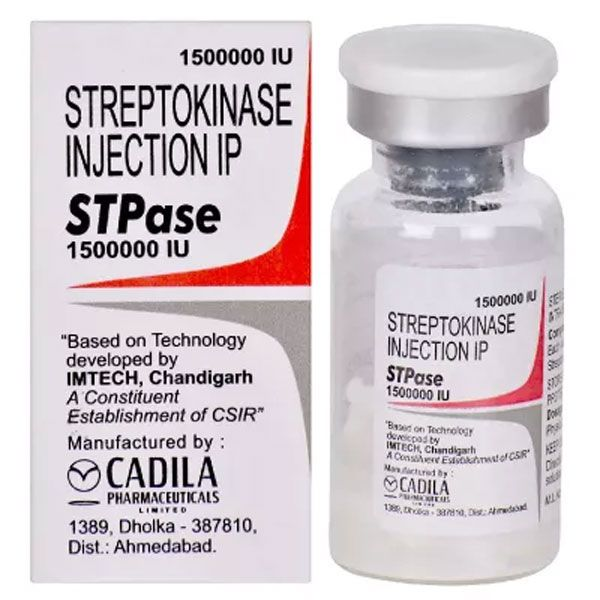 1500000 IU
STREPTOKINASE
INJECTION IP
STPase
1500000 IU
"Based on Technology
developed by
IMTECH, Chandigarh
A Constituent
Establishment of CSIR"
Manufactured by :
CADILA
PHARMACEUTICALS
LIMITED
1389, Dholka - 387810,
Dist.: Ahmedabad.
1500000 IU
STREPTOKINASE
INJECTION IP
STPase
1500000 IU
"Based on Technology
developed by
IMTECH, Chandigarh
A Constituent Establishment of CSIR"
Manufactured by :
CADILA
PHARMACEUTICALS
LIMITED
1389, Dholka - 387810,
Dist.: Ahmedabad.